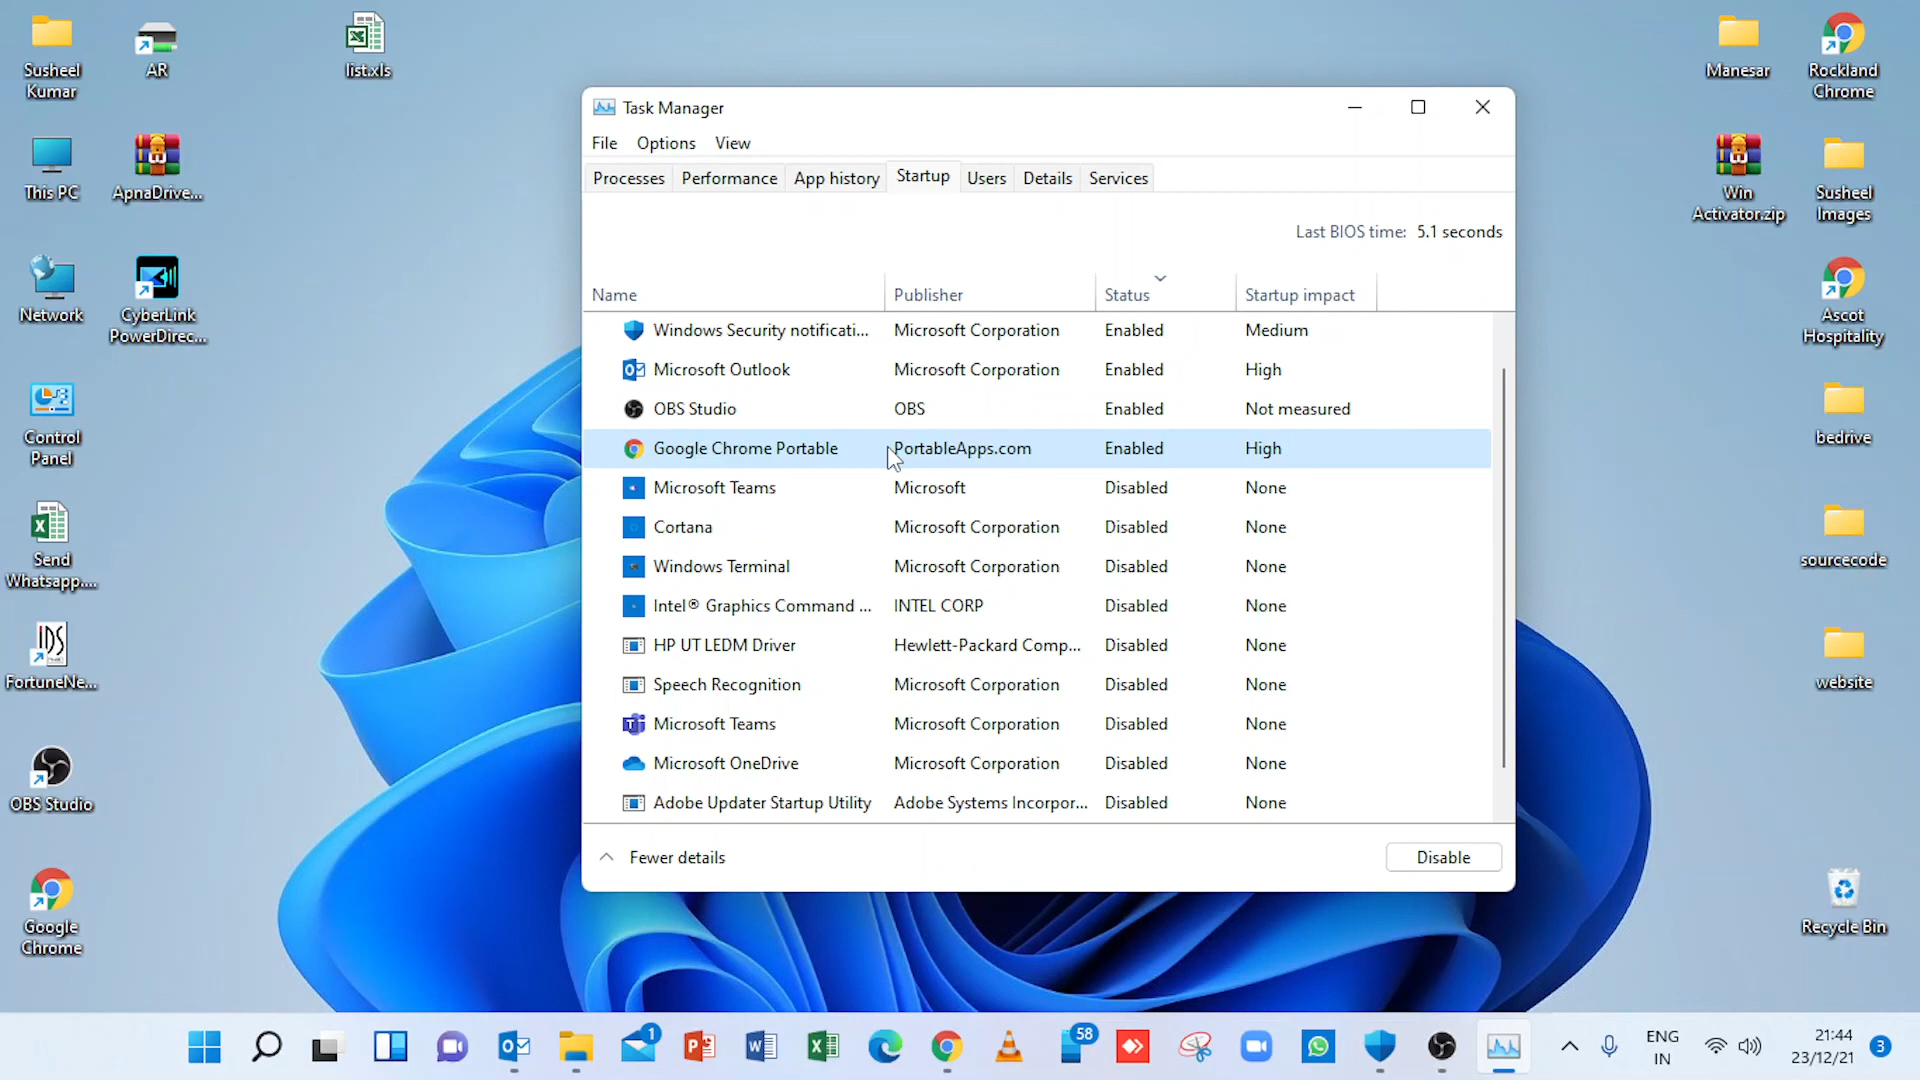 Susheel
Kumar
AR
list.xls
Manesar
Rockland
Chrome
This PC
ApnaDrive...
Win
Activator.zip
Susheel
Images
Network
CyberLink
PowerDirec...
Ascot
Hospitality
Control
Panel
bedrive
Send
Whatsapp....
sourcecode
IDS
FortuneNe...
website
OBS Studio
Google
Chrome
Recycle Bin
Task Manager
File Options View
Processes Performance App history Startup Users Details Services
Last BIOS time: 5.1 seconds
Name Publisher Status Startup impact
Windows Security notificati... Microsoft Corporation Enabled Medium
Microsoft Outlook Microsoft Corporation Enabled High
OBS Studio OBS Enabled Not measured
Google Chrome Portable PortableApps.com Enabled High
Microsoft Teams Microsoft Disabled None
Cortana Microsoft Corporation Disabled None
Windows Terminal Microsoft Corporation Disabled None
Intel® Graphics Command ... INTEL CORP Disabled None
HP UT LEDM Driver Hewlett-Packard Comp... Disabled None
Speech Recognition Microsoft Corporation Disabled None
Microsoft Teams Microsoft Corporation Disabled None
Microsoft OneDrive Microsoft Corporation Disabled None
Adobe Updater Startup Utility Adobe Systems Incorpor... Disabled None
Fewer details Disable
1
58
ENG
IN
21:44
23/12/21
3